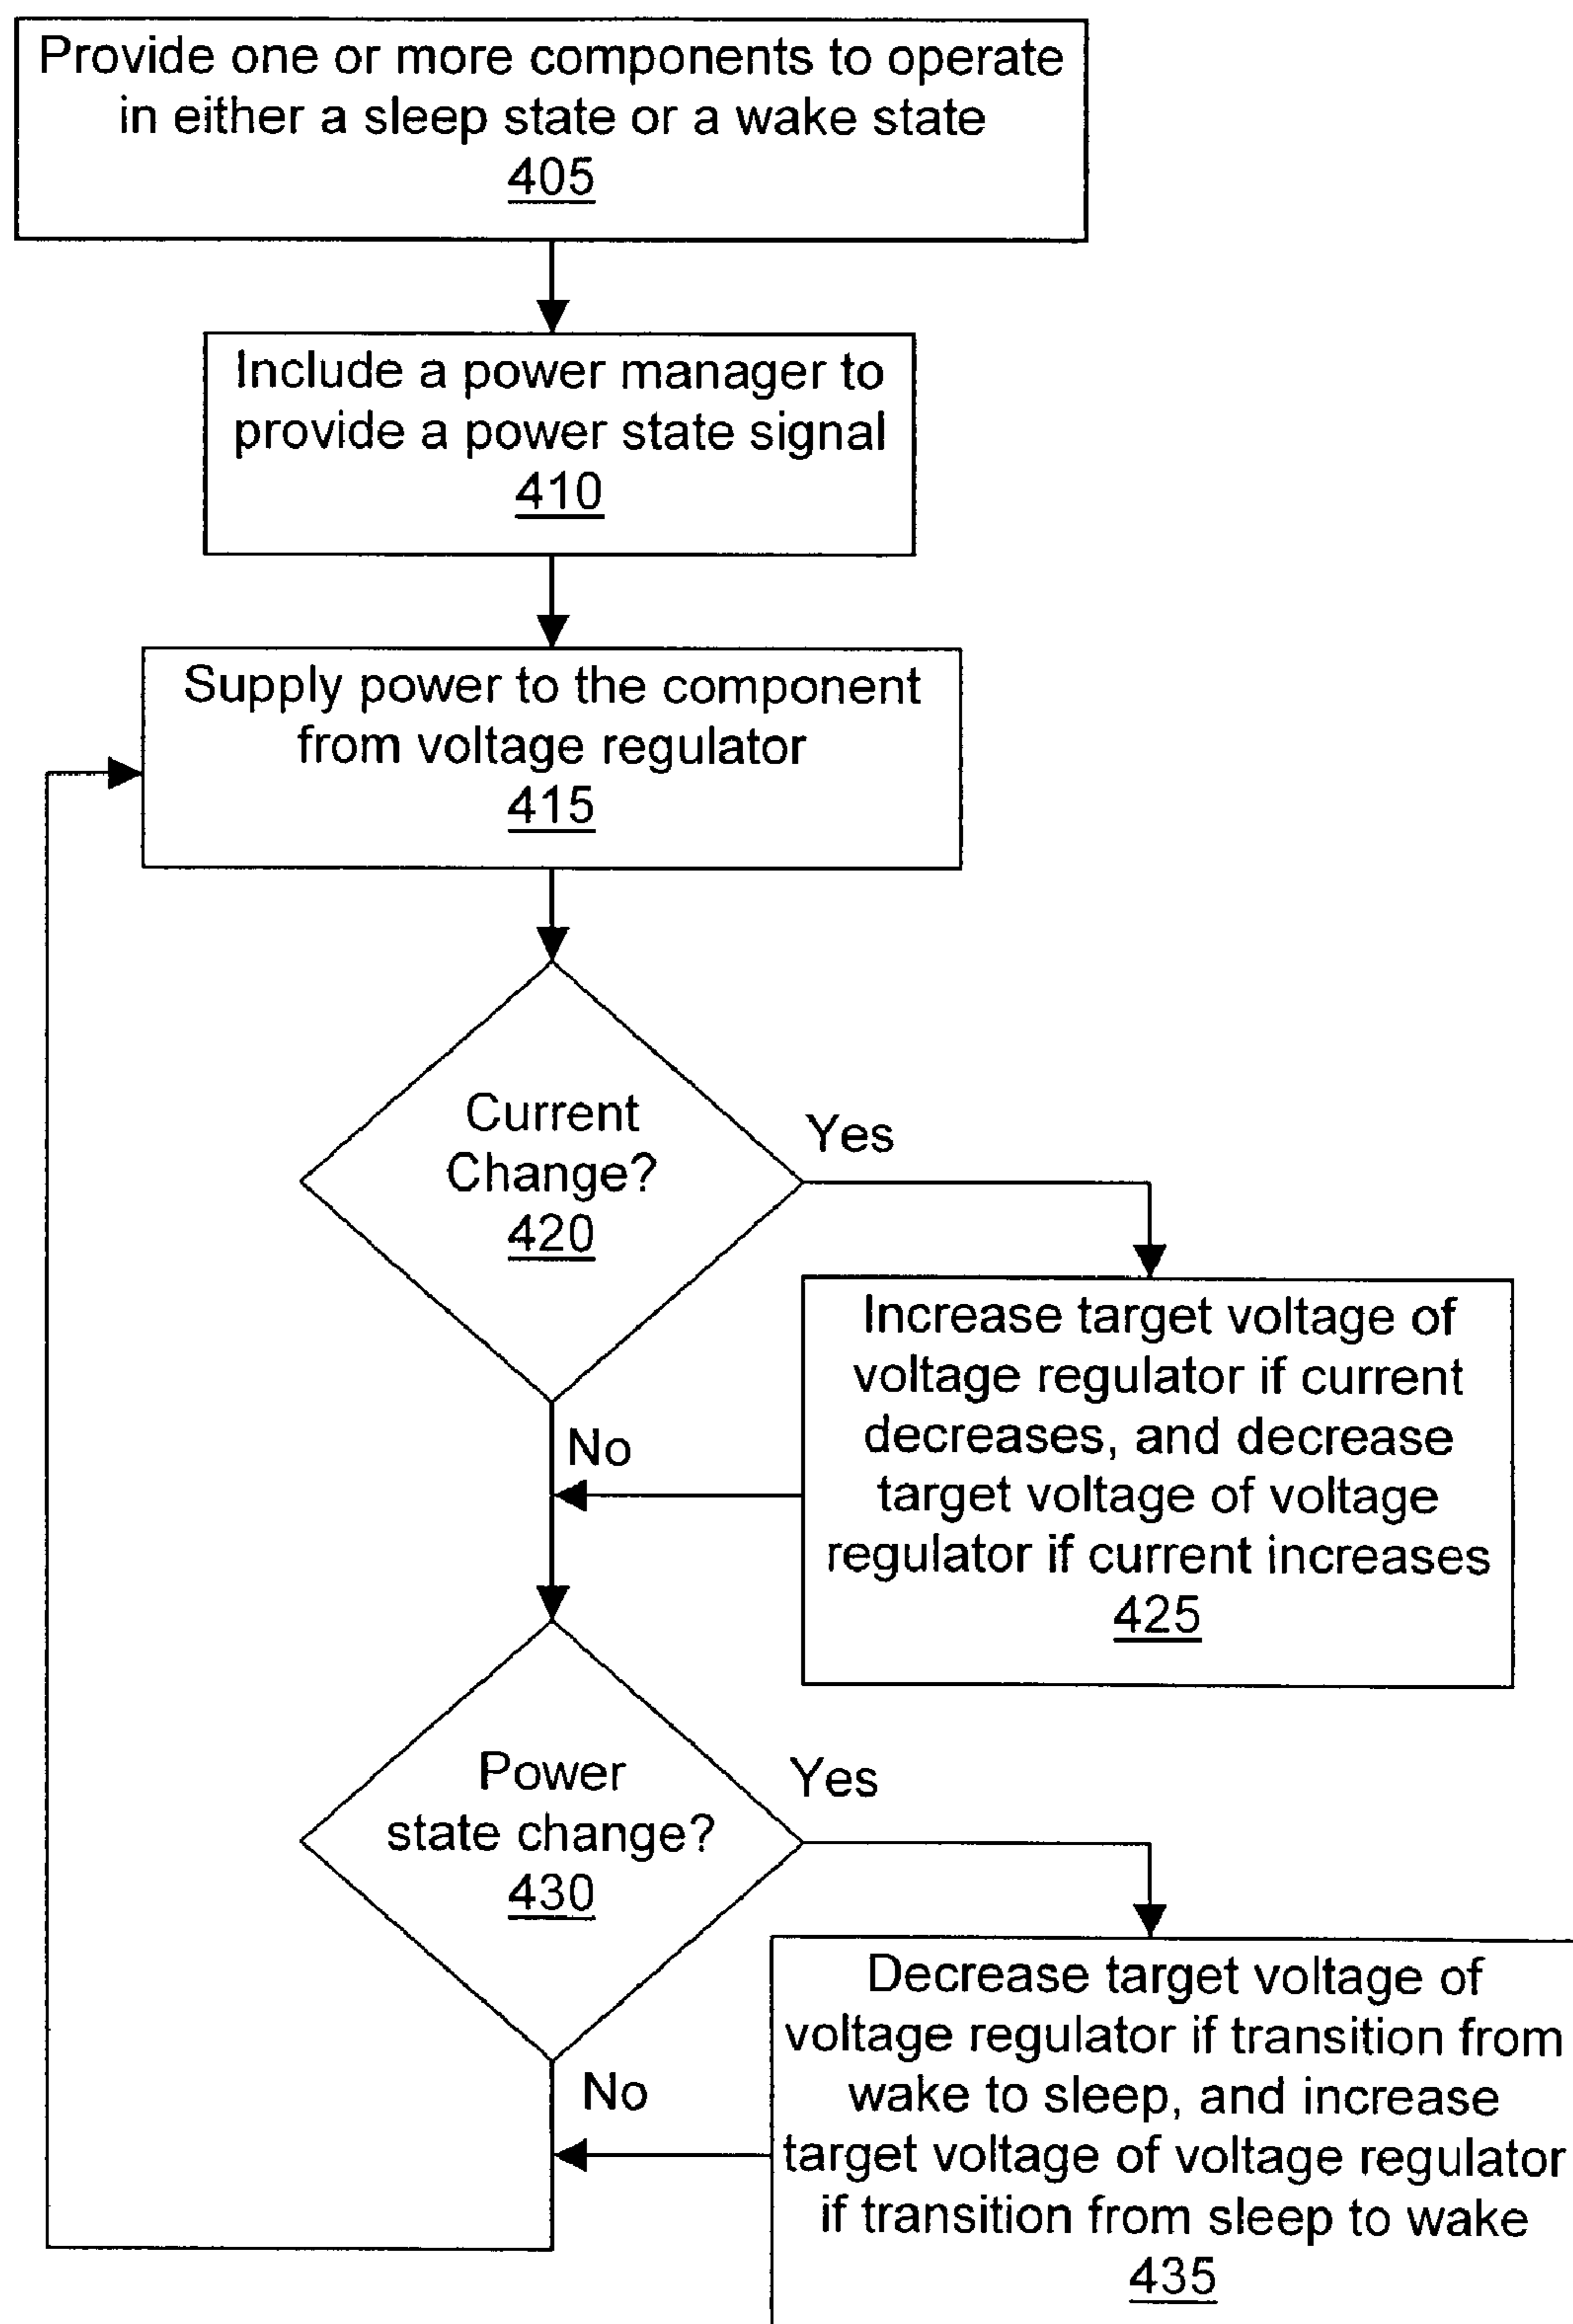 Provide one or more components to operate
in either a sleep state or a wake state
405
Include a power manager to
provide a power state signal
410
Supply power to the component
from voltage regulator
415
Current
Change?
420
Yes
Increase target voltage of
voltage regulator if current
decreases, and decrease
target voltage of voltage
regulator if current increases
425
No
Power
state change?
430
Yes
Decrease target voltage of
voltage regulator if transition from
wake to sleep, and increase
target voltage of voltage regulator
if transition from sleep to wake
435
No